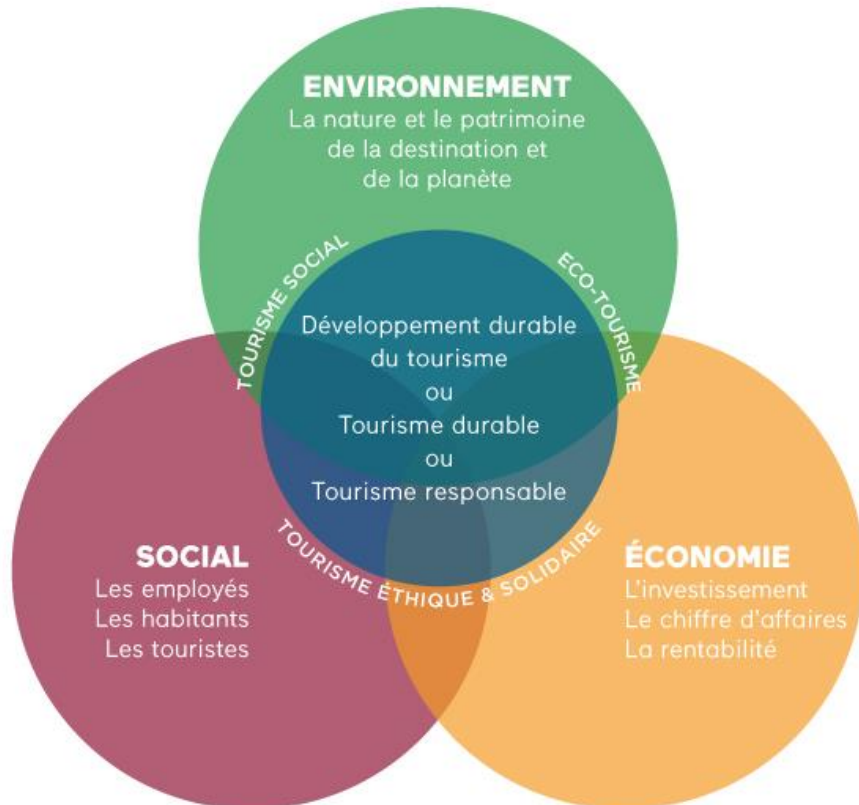 ENVIRONNEMENT
La nature et le patrimoine
de la destination et
de la planète
TOURISME SOCIAL
ECO-TOURISME
Développement durable
du tourisme
ou
Tourisme durable
ou
Tourisme responsable
TOURISME ÉTHIQUE & SOLIDAIRE
SOCIAL
Les employés
Les habitants
Les touristes
ÉCONOMIE
L'investissement
Le chiffre d'affaires
La rentabilité